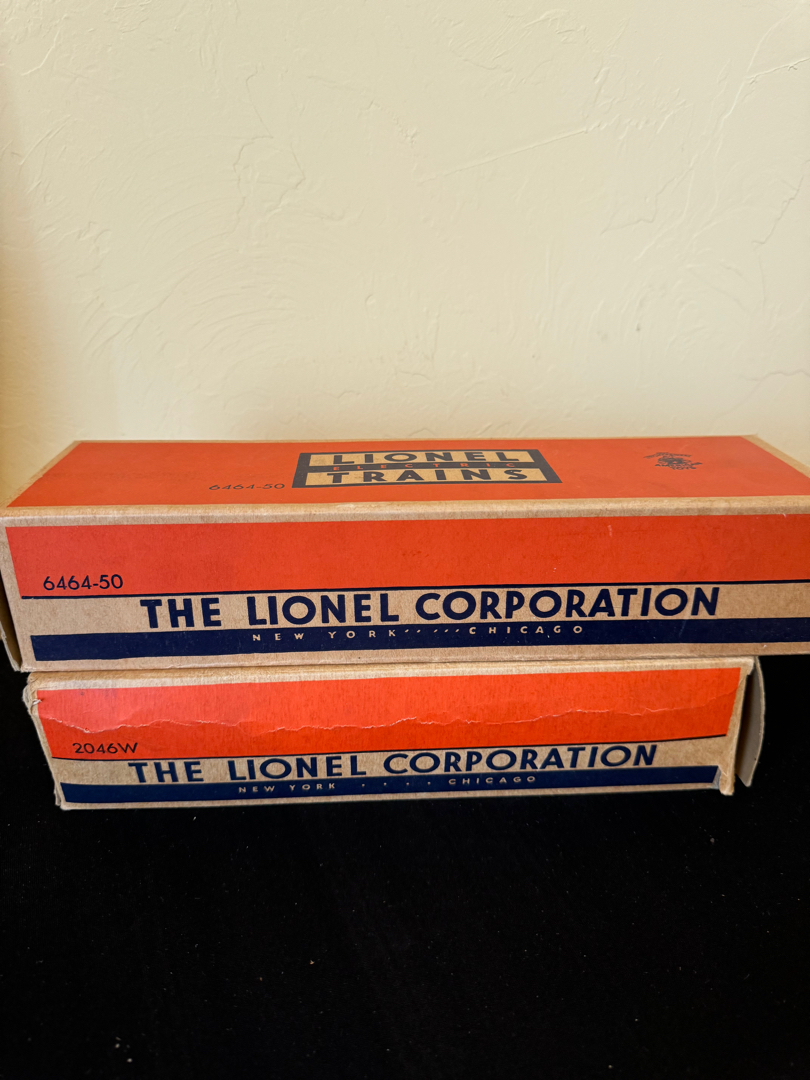 LIONEL
ELECTRIC
TRAINS
6464-50
6464-50
THE LIONEL CORPORATION
NEW YORK ····· CHICAGO
2046W
THE LIONEL CORPORATION
NEW YORK · · · · CHICAGO